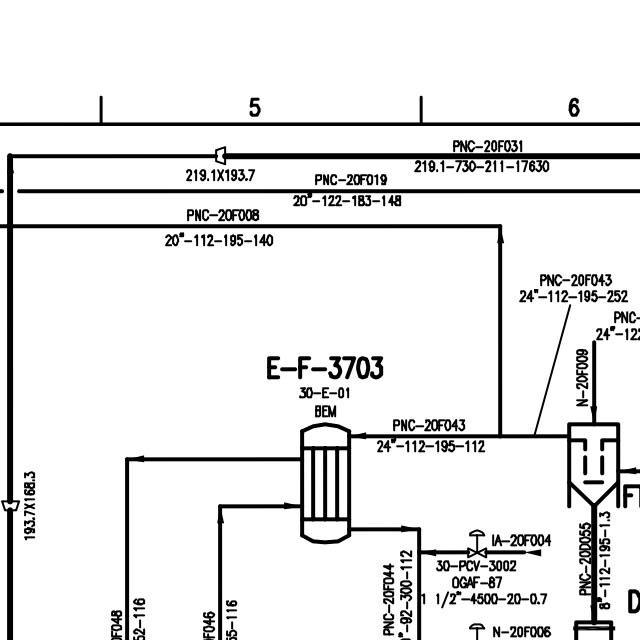 5
6
PNC-20F031
219.1-730-211-17630
219.1X193.7
PNC-20F019
20"-122-183-148
PNC-20F008
20"-112-195-140
PNC-20F043
24"-112-195-252
PNC-
24"-122
N-20F009
E-F-3703
30-E-01
BEM
PNC-20F043
24"-112-195-112
193.7X168.3
IA-20F004
30-PCV-3002
OGAF-87
1 1/2"-4500-20-0.7
PNC-20F044
"-92-300-112
PNC-20D055
8"-112-195-1.3
F048
52-116
F046
65-116
N-20F006